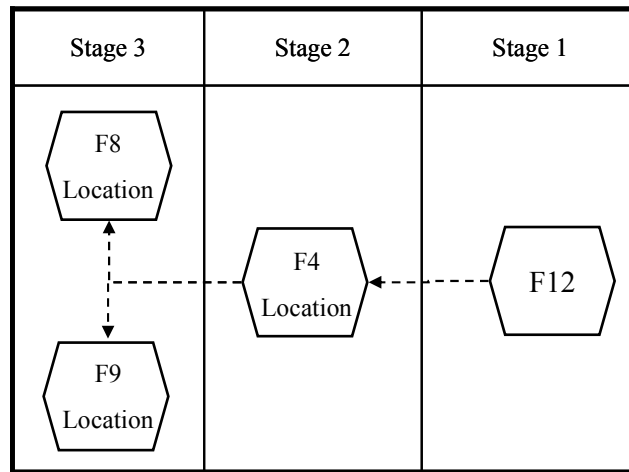 Stage 3
Stage 2
Stage 1
F8
Location
F4
Location
F12
F9
Location